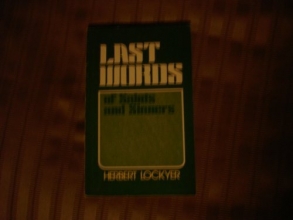 LAST
WORDS
of Saints
and Sinners
HERBERT LOCKYER